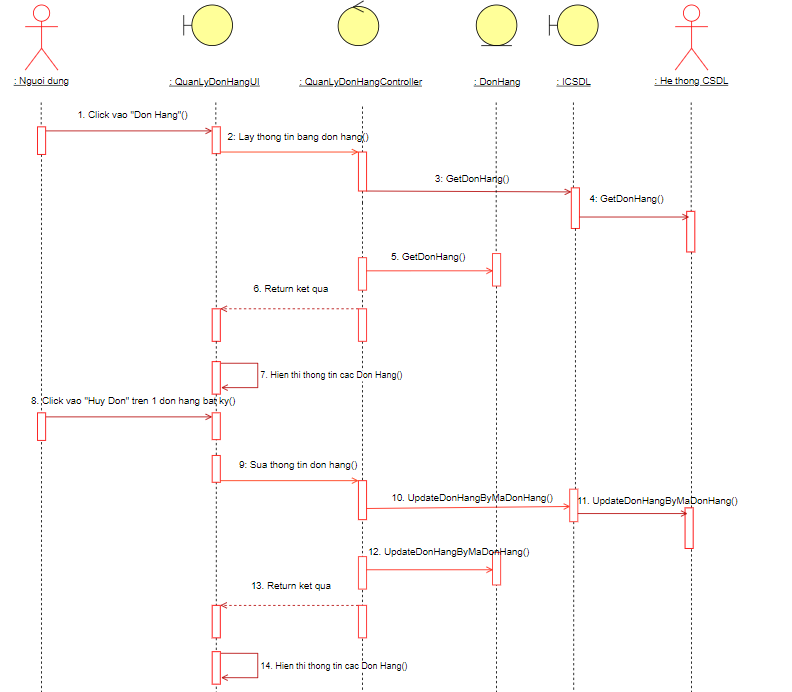 : Nguoi dung
: QuanLyDonHangUI
: QuanLyDonHangController
: DonHang
: ICSDL
: He thong CSDL
1. Click vao "Don Hang"()
2: Lay thong tin bang don hang()
3: GetDonHang()
4: GetDonHang()
5. GetDonHang()
6. Return ket qua
7. Hien thi thong tin cac Don Hang()
8. Click vao "Huy Don" tren 1 don hang bat ky()
9: Sua thong tin don hang()
10. UpdateDonHangByMaDonHang()
11. UpdateDonHangByMaDonHang()
12. UpdateDonHangByMaDonHang()
13. Return ket qua
14. Hien thi thong tin cac Don Hang()